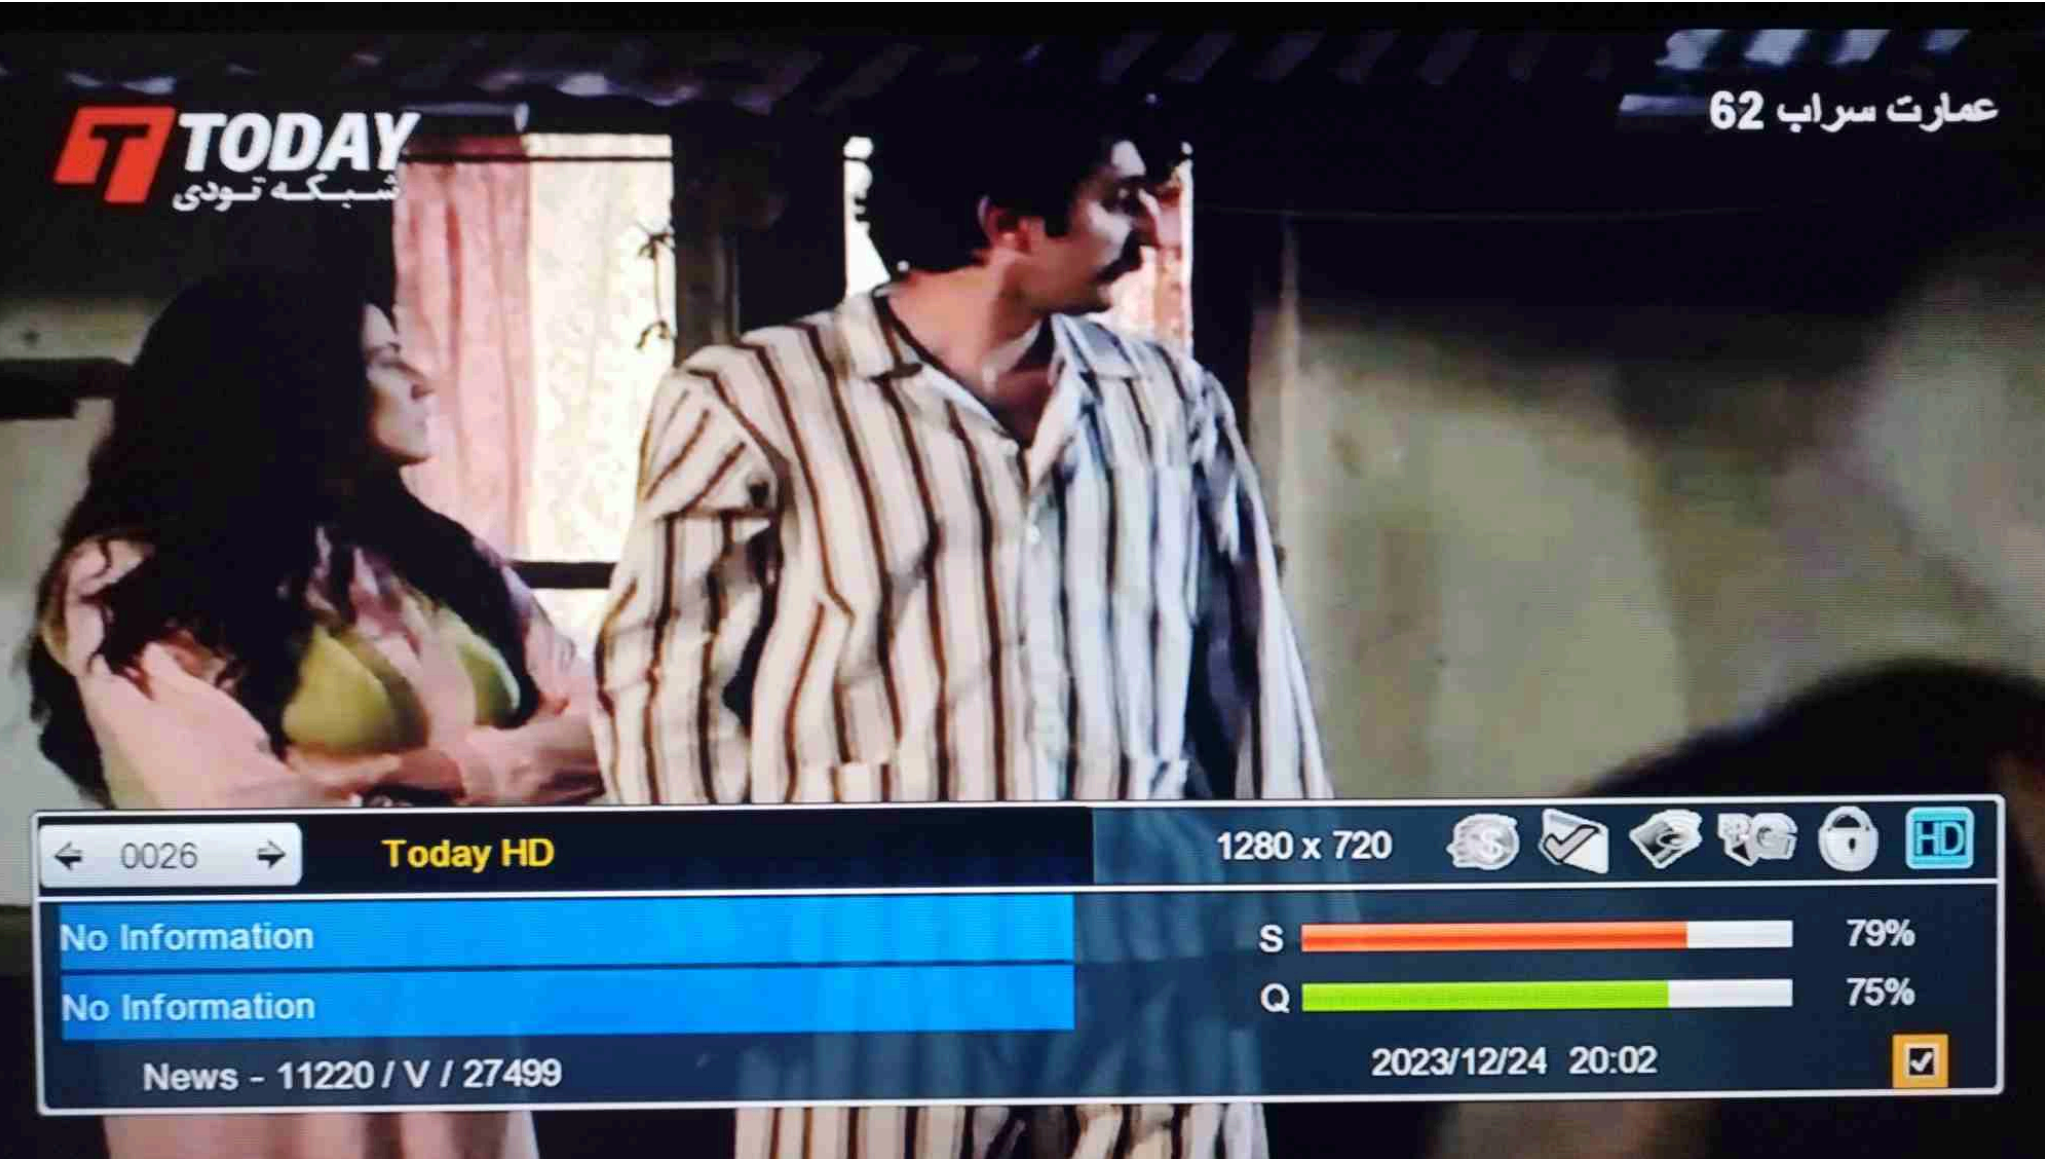 TODAY
شبکه تودی
عمارت سراب 62
0026
Today HD
1280 x 720
HD
No Information
No Information
S 79%
Q 75%
News - 11220 / V / 27499
2023/12/24 20:02